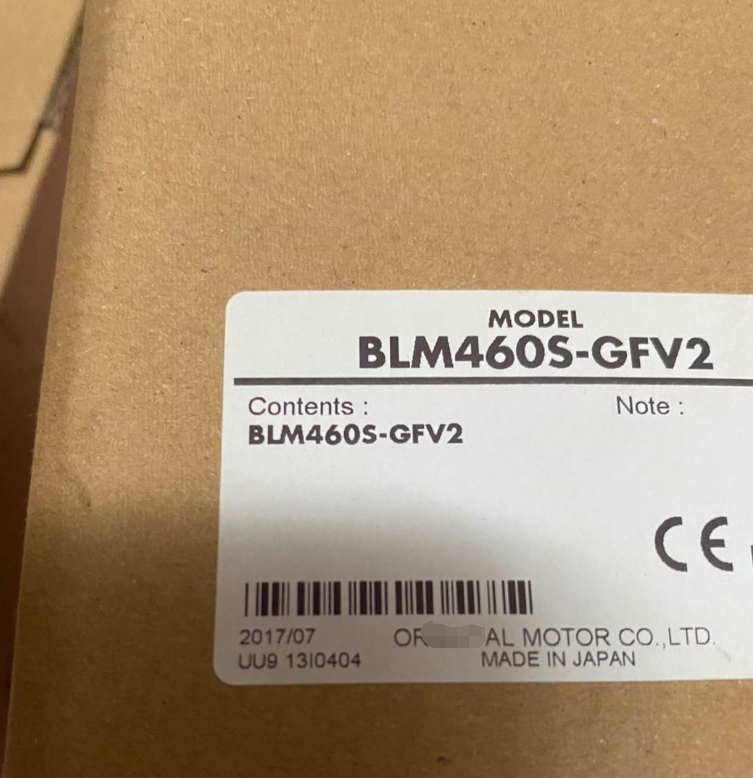 MODEL
BLM460S-GFV2
Contents : Note :
BLM460S-GFV2
CE
2017/07 MOTOR CO.,LTD.
UU9 13I0404 MADE IN JAPAN